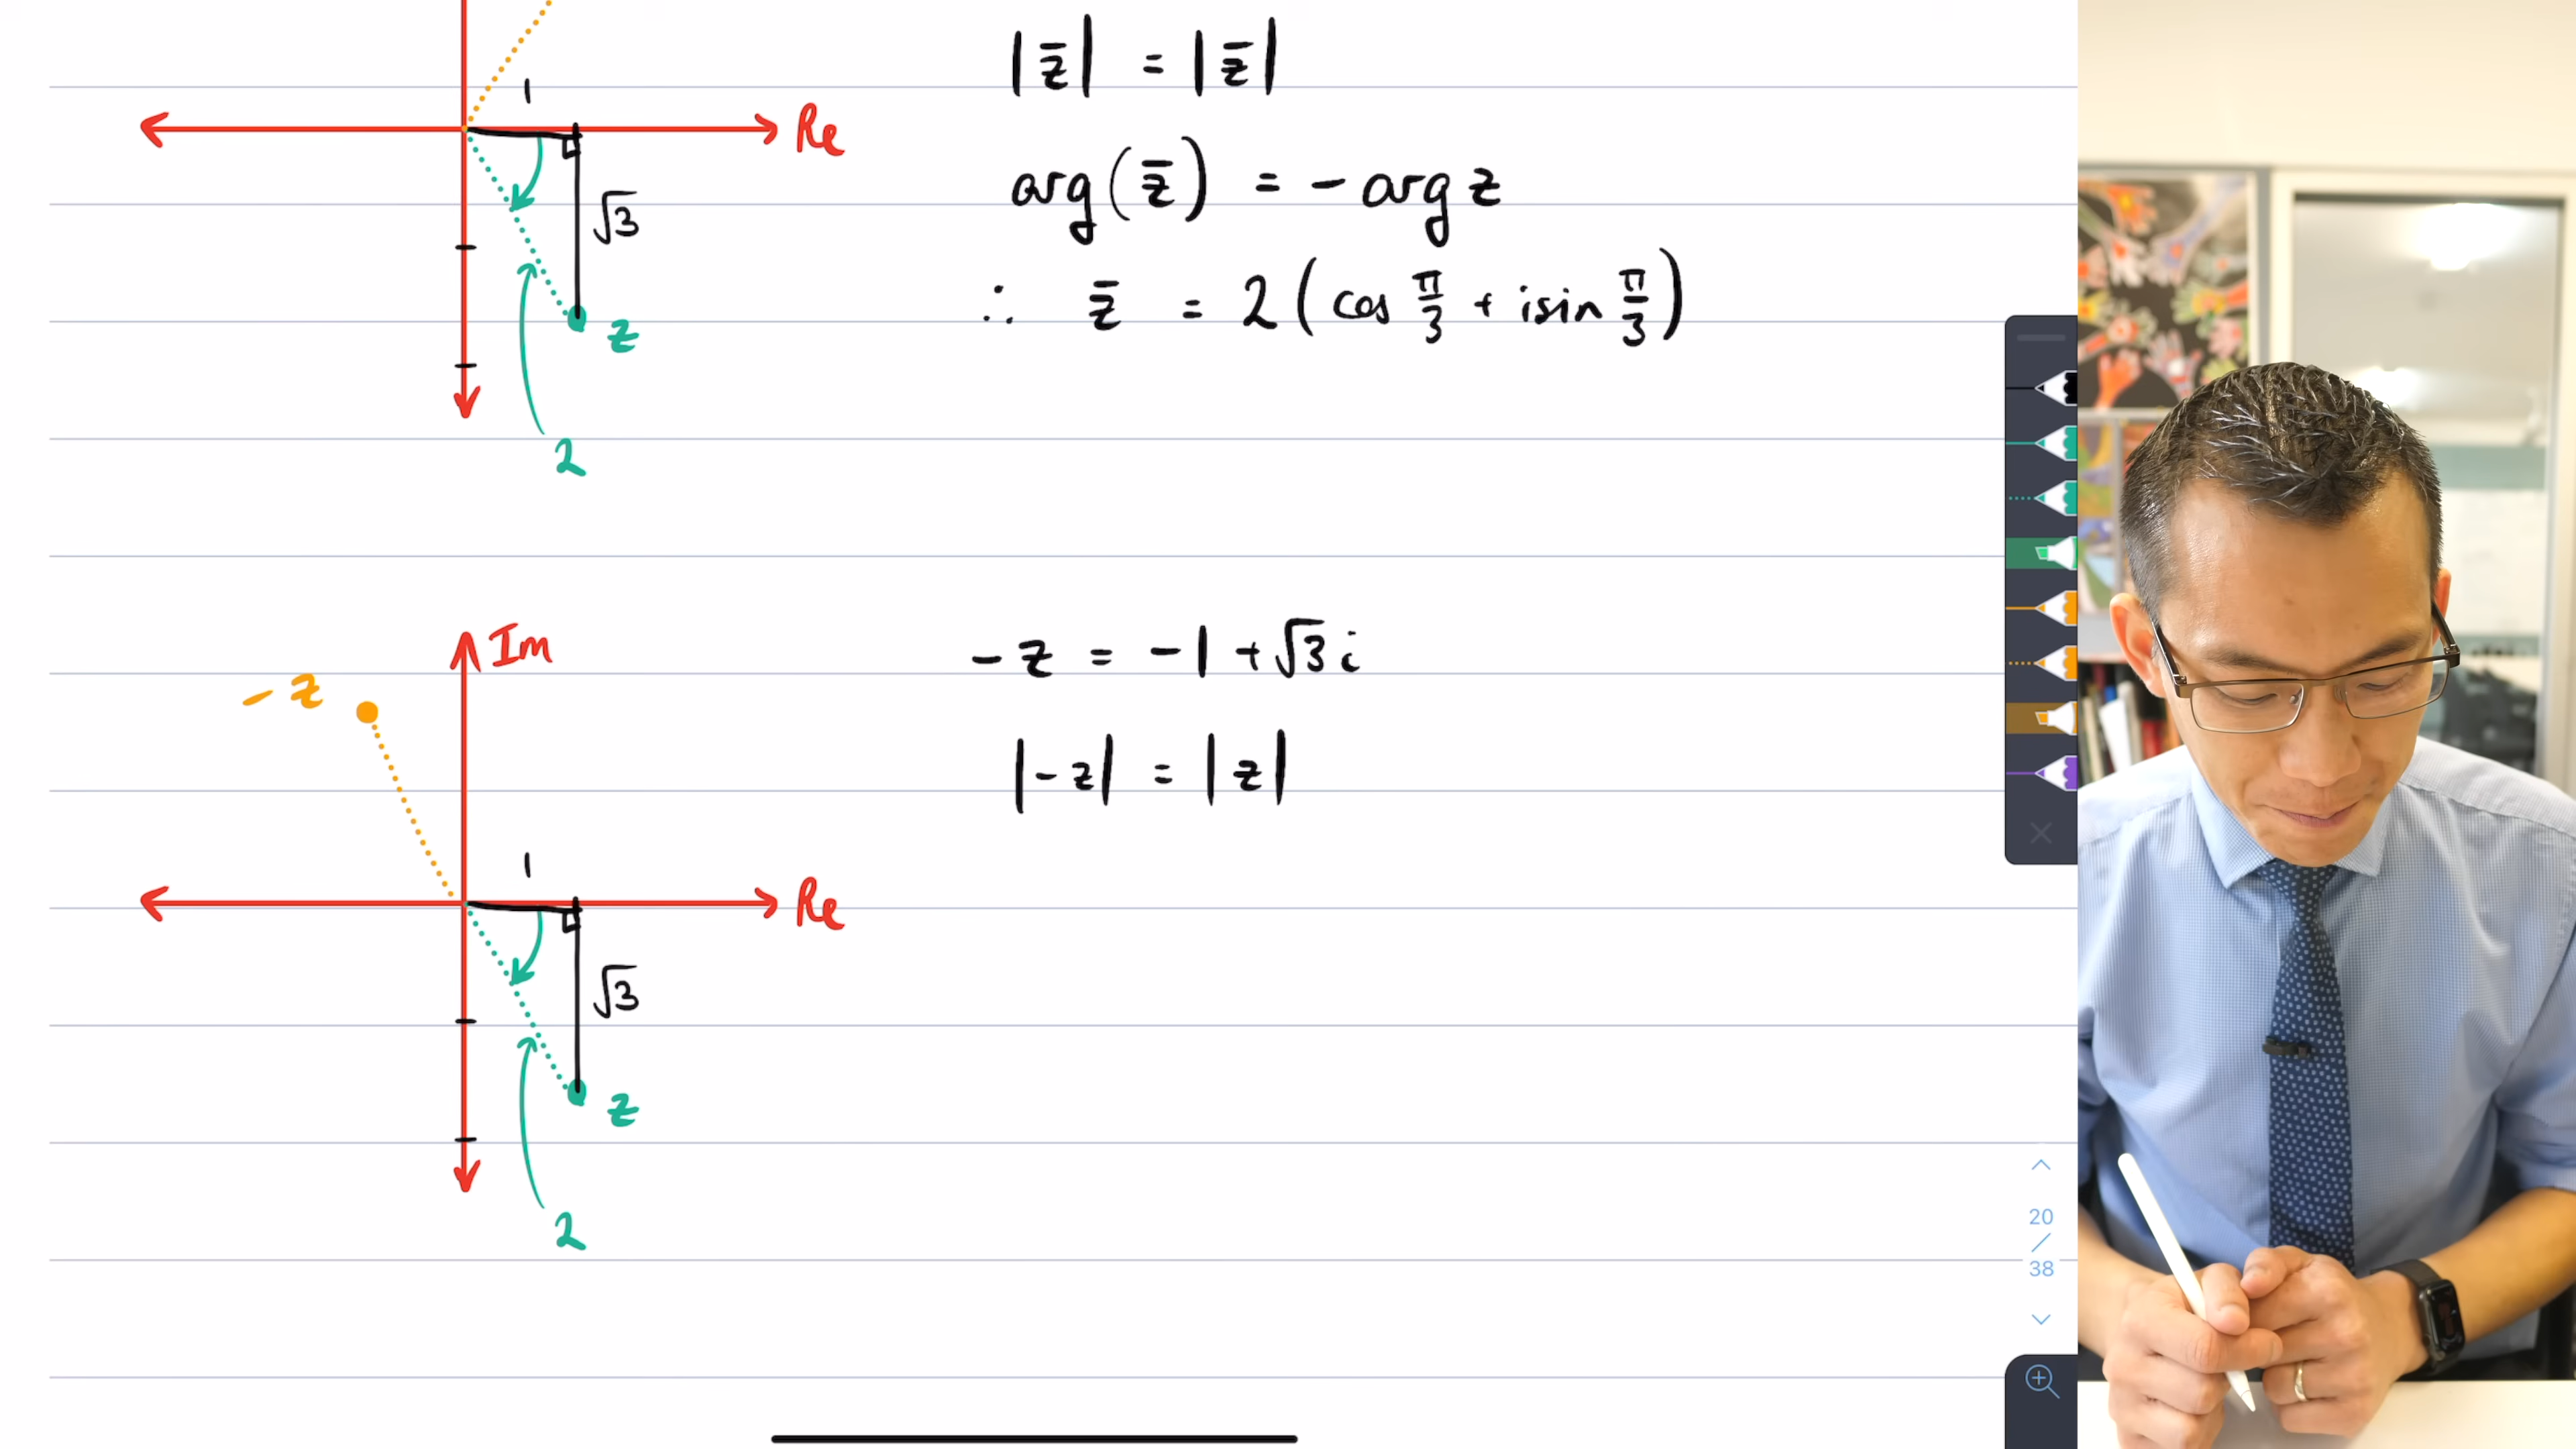 1
|z̄| = |z̄|
Re
arg(z̄) = - arg z
√3
∴ z̄ = 2(cos π/3 + isin π/3)
z
2
Im
- z = -1 + √3 i
- z
|-z| = |z|
1
Re
√3
z
2
20
/
38